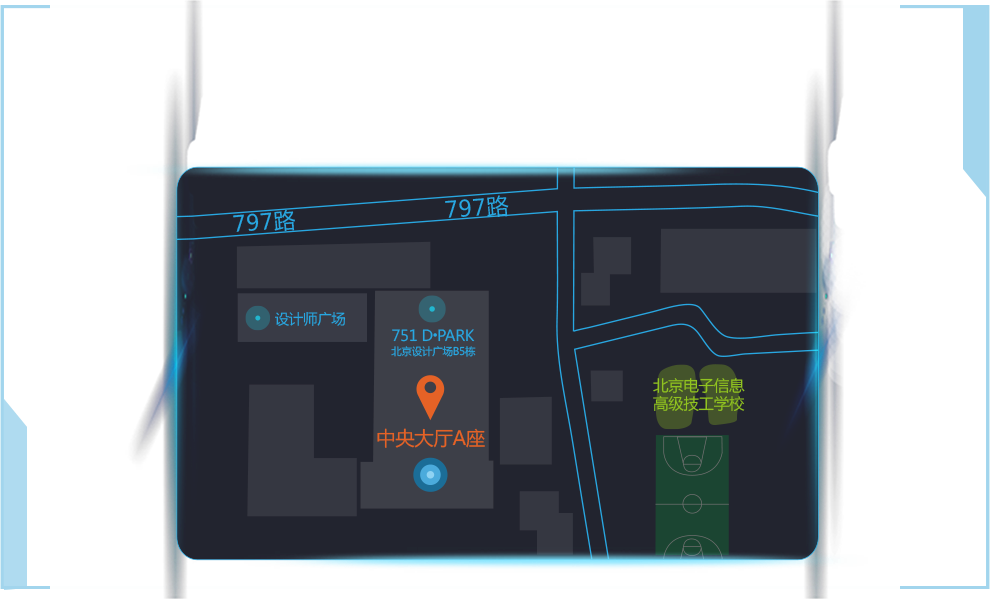 797路
797路
设计师广场
751 D•PARK
北京设计广场B5栋
中央大厅A座
北京电子信息
高级技工学校